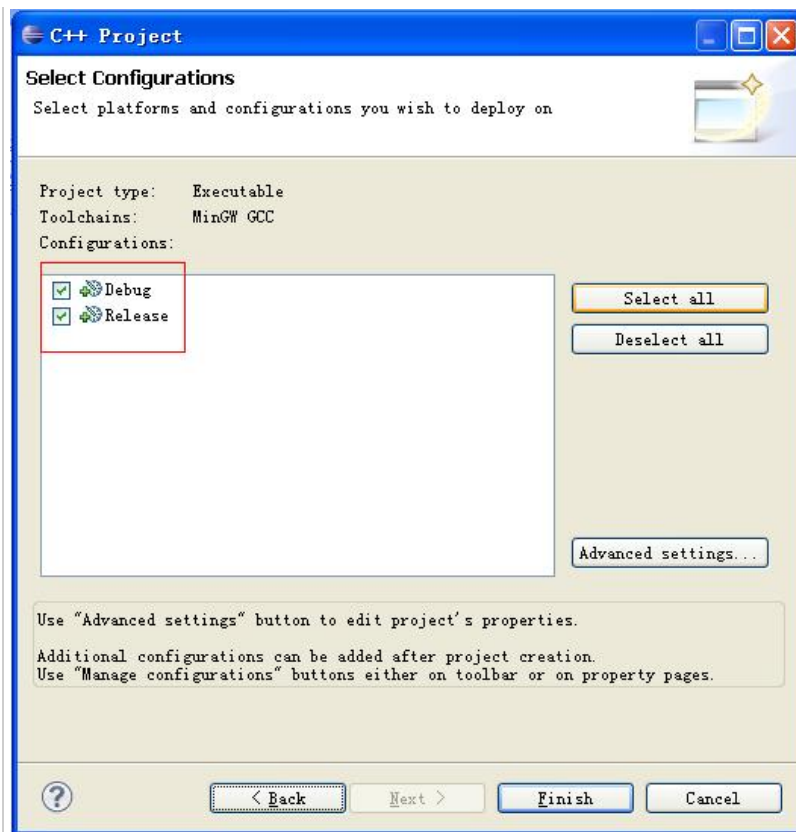 C++ Project
Select Configurations
Select platforms and configurations you wish to deploy on
Project type: Executable
Toolchains: MinGW GCC
Configurations:
Debug
Release
Select all
Deselect all
Advanced settings...
Use "Advanced settings" button to edit project's properties.
Additional configurations can be added after project creation.
Use "Manage configurations" buttons either on toolbar or on property pages.
? < Back Next > Finish Cancel